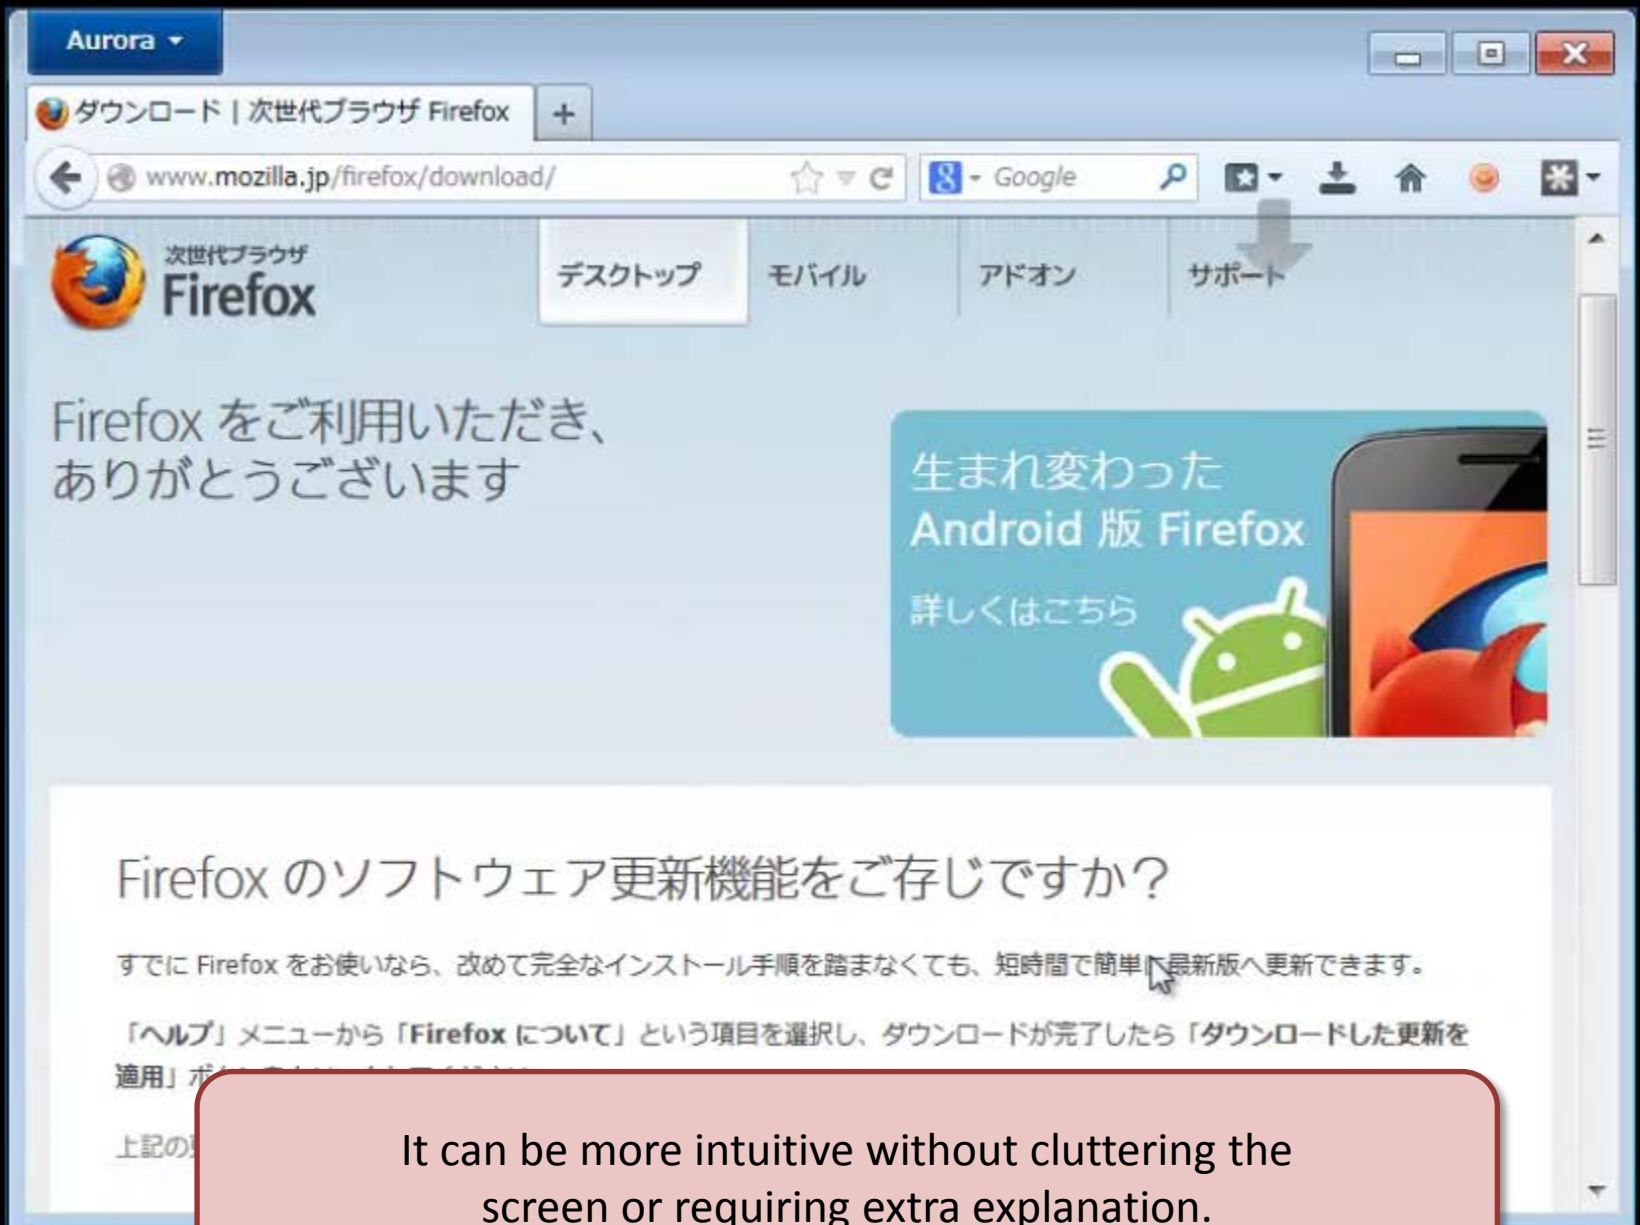 Aurora
ダウンロード | 次世代ブラウザ Firefox
www.mozilla.jp/firefox/download/
Google
次世代ブラウザ
Firefox
デスクトップ
モバイル
アドオン
サポート
Firefox をご利用いただき、
ありがとうございます
生まれ変わった
Android 版 Firefox
詳しくはこちら
Firefox のソフトウェア更新機能をご存じですか？
すでに Firefox をお使いなら、改めて完全なインストール手順を踏まなくても、短時間で簡単に最新版へ更新できます。
「ヘルプ」メニューから「Firefox について」という項目を選択し、ダウンロードが完了したら「ダウンロードした更新を
適用」
上記の
It can be more intuitive without cluttering the
screen or requiring extra explanation.